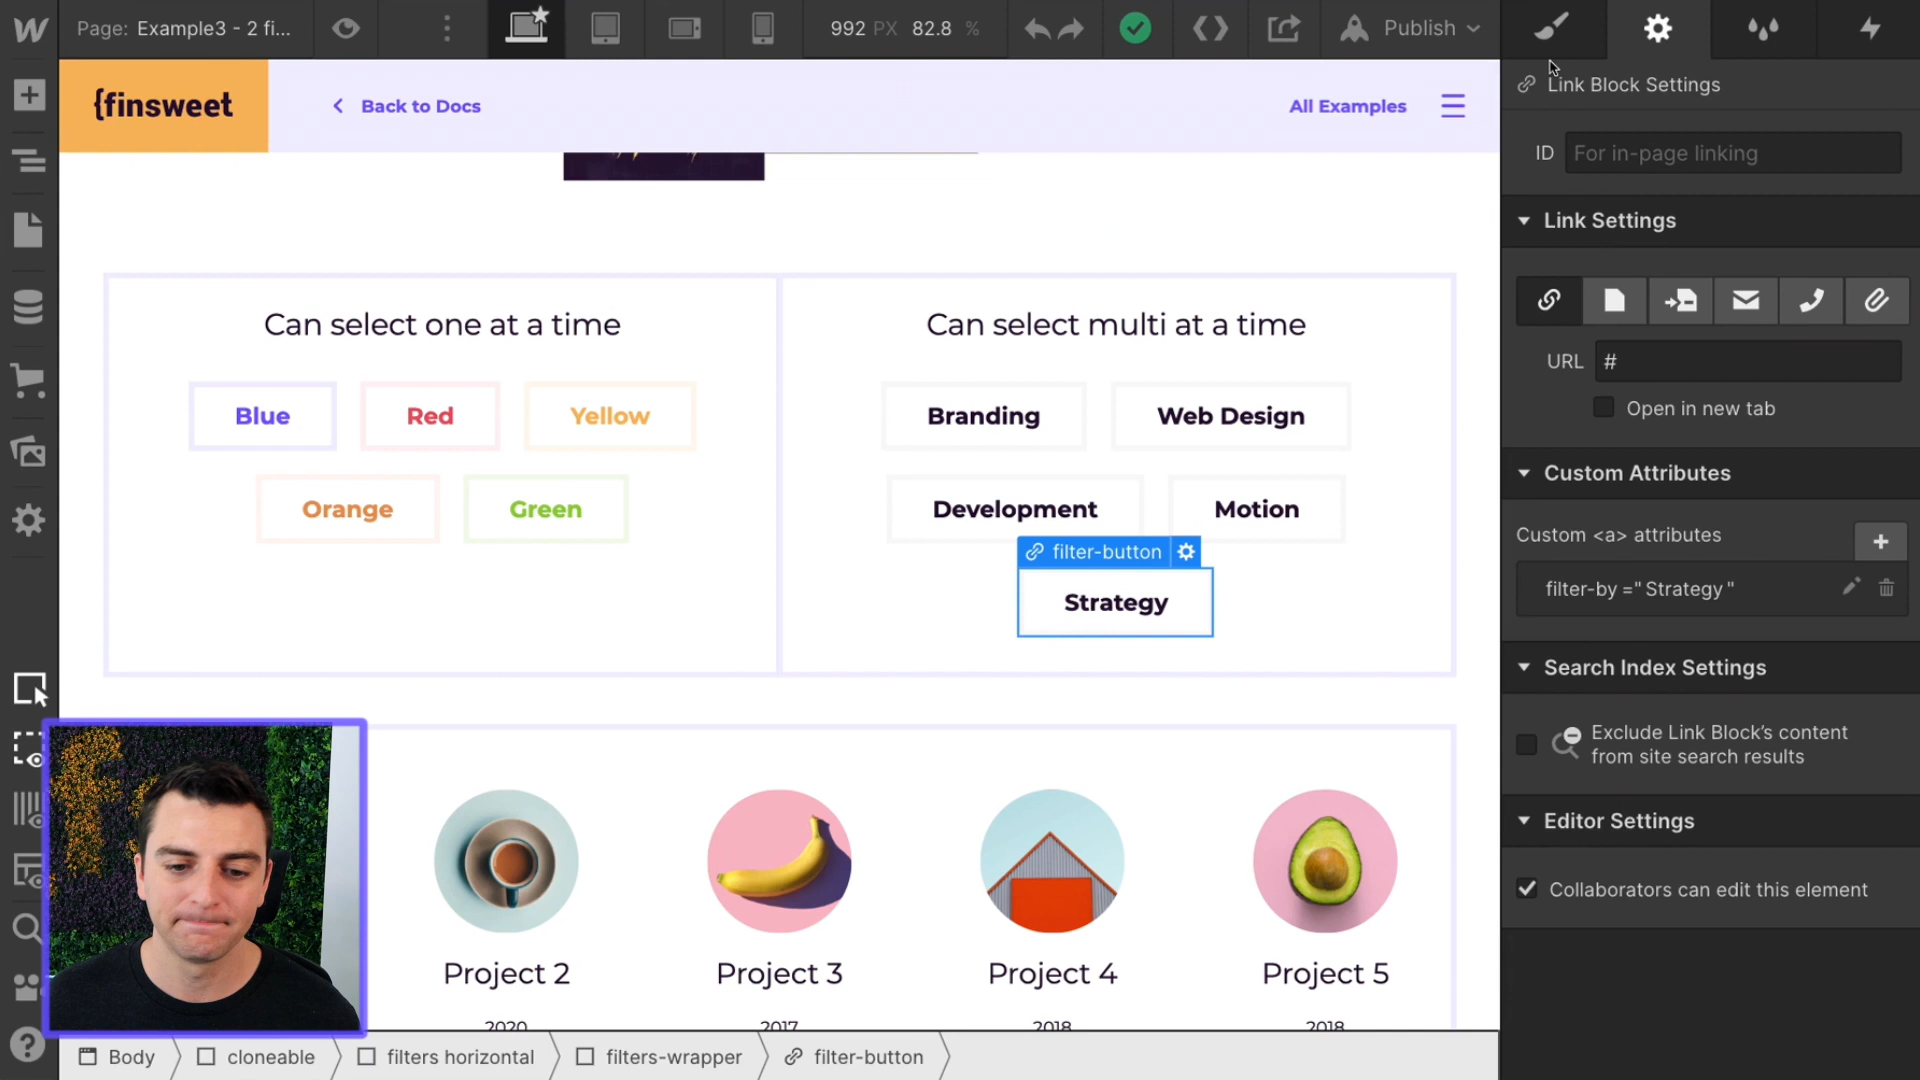 Page: Example3 - 2 fi...
992 PX 82.8 %
Publish
{finsweet
Back to Docs
All Examples
Link Block Settings
ID For in-page linking
Link Settings
URL #
Open in new tab
Can select one at a time
Can select multi at a time
Blue
Red
Yellow
Orange
Green
Branding
Web Design
Development
Motion
filter-button
Strategy
Custom Attributes
Custom <a> attributes
filter-by =" Strategy "
Search Index Settings
Exclude Link Block's content
from site search results
Editor Settings
Collaborators can edit this element
Project 2
Project 3
Project 4
Project 5
2020
2017
2018
2018
Body
cloneable
filters horizontal
filters-wrapper
filter-button